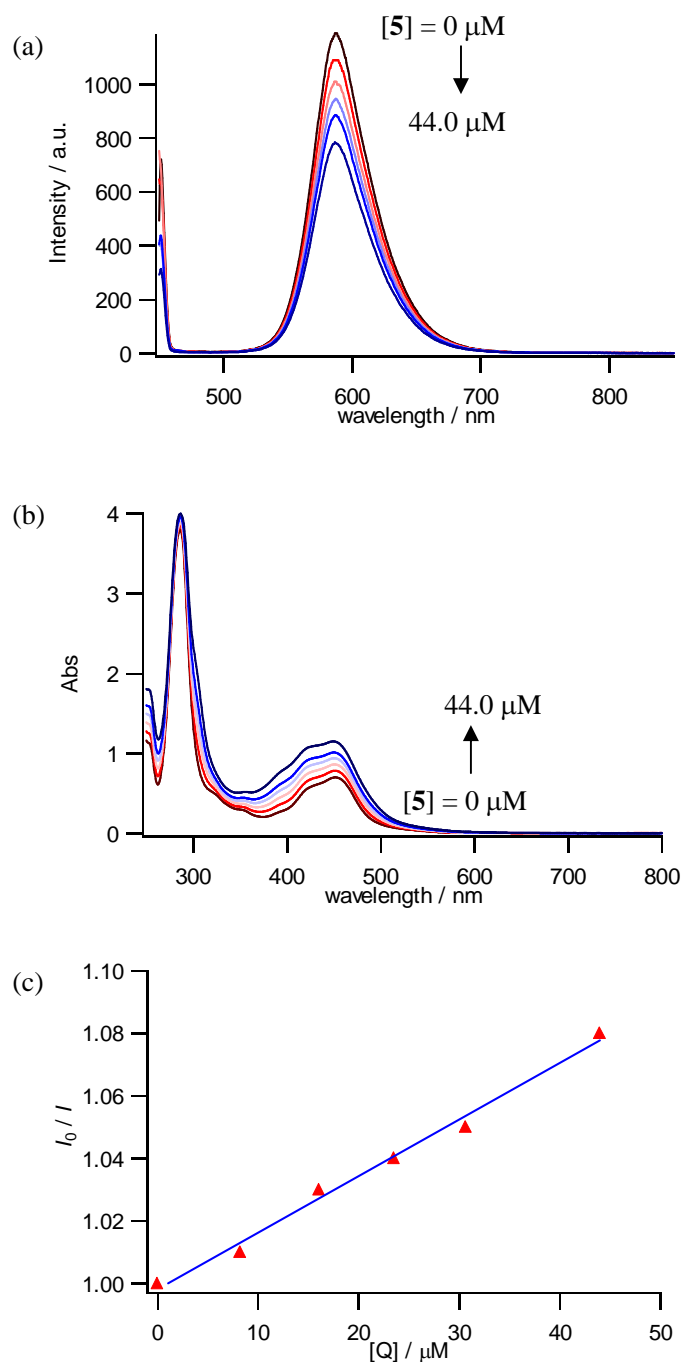 (a)
[5] = 0 μM
44.0 μM
Intensity / a.u.
1000
800
600
400
200
0
500
600
700
800
wavelength / nm
(b)
4
3
2
1
0
Abs
44.0 μM
[5] = 0 μM
300
400
500
600
700
800
wavelength / nm
(c)
1.10
1.08
1.06
1.04
1.02
1.00
I0 / I
0
10
20
30
40
50
[Q] / μM